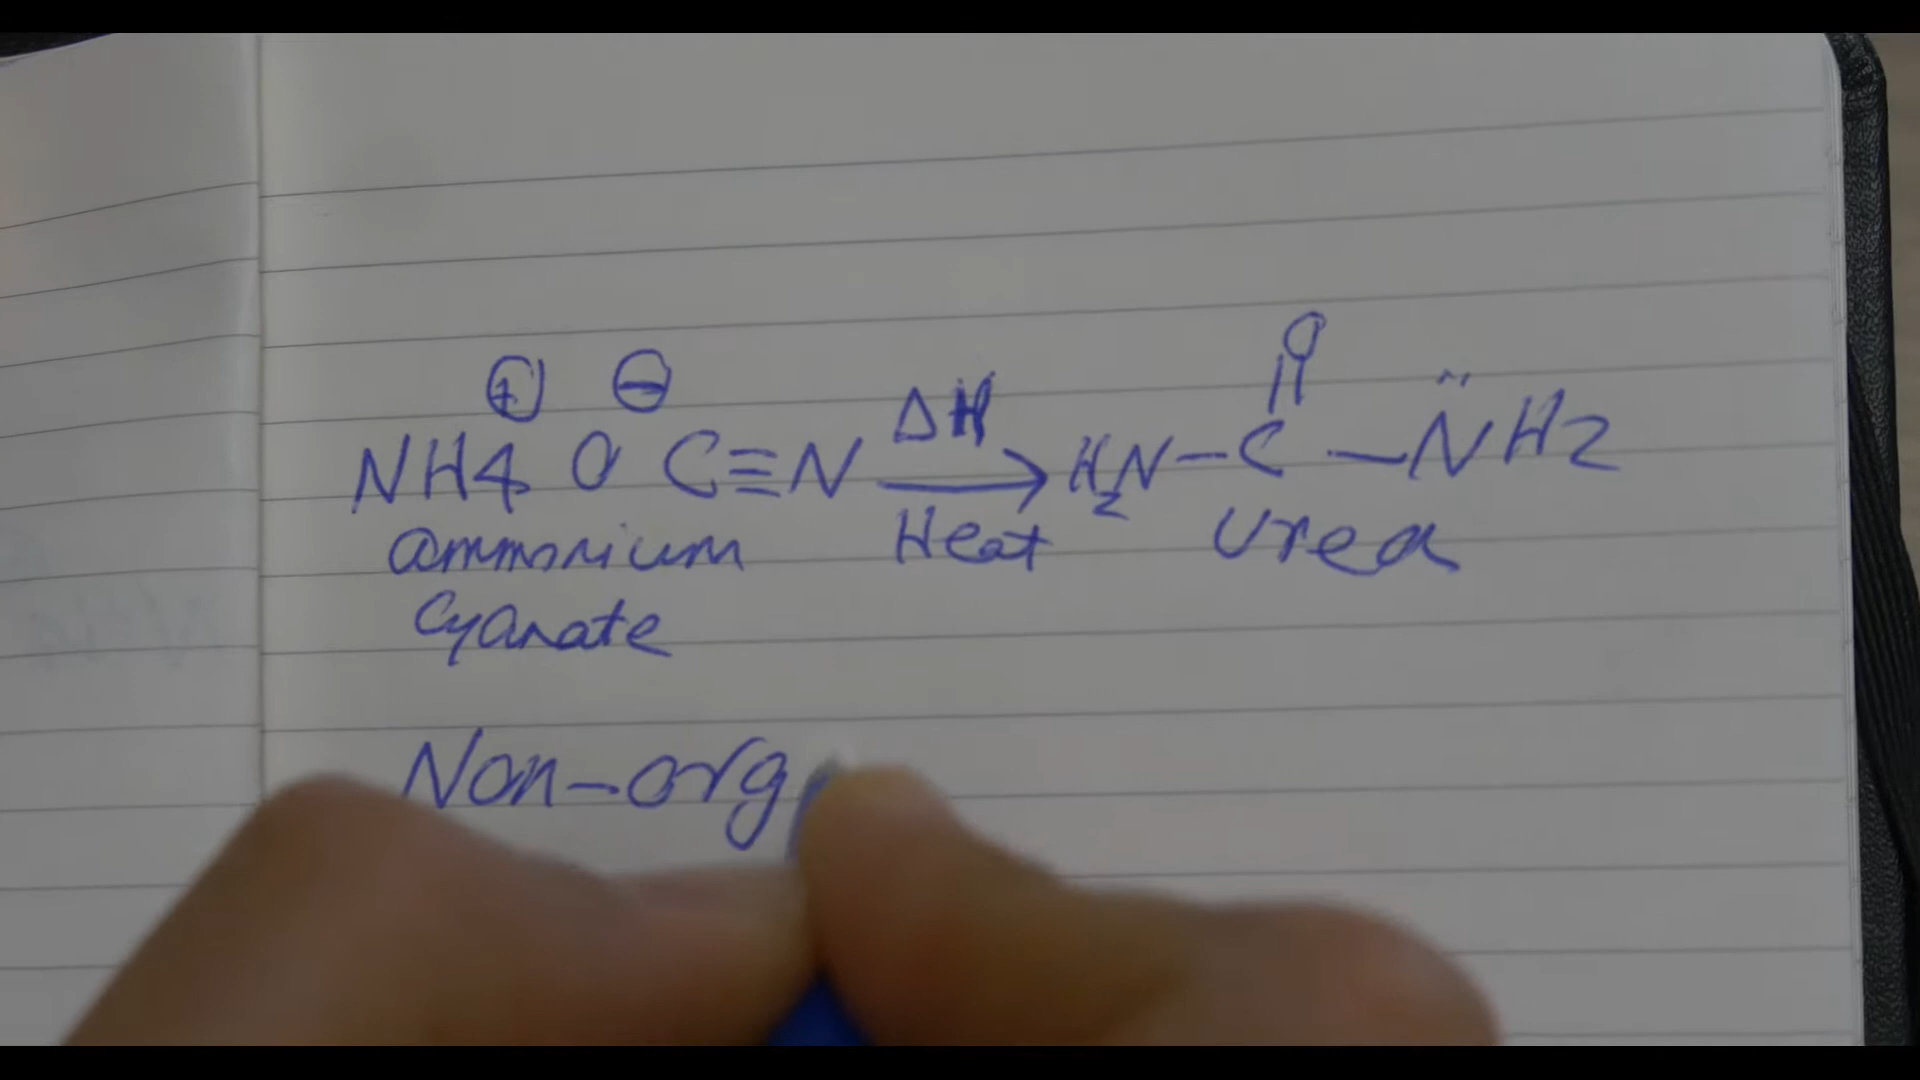 ⊕ ⊖
NH4 O C≡N ΔH Heat → H2N-C(=O)-N̈H2
ammonium Urea
Cyanate
Non-org